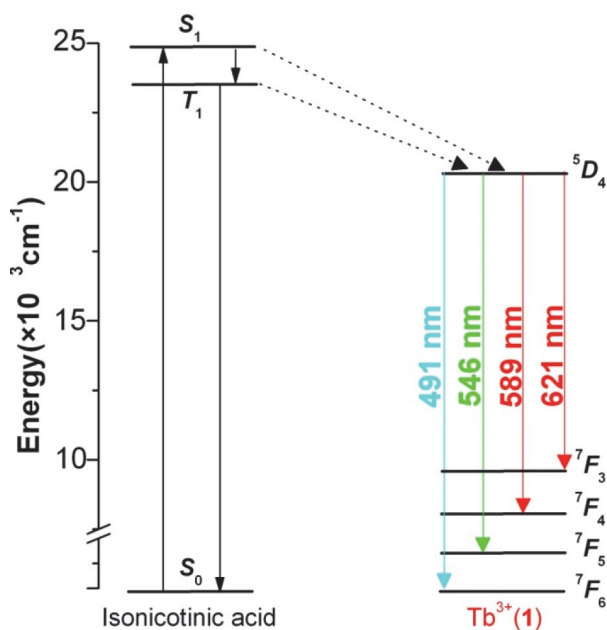 Energy(×10 ³cm⁻¹)
25
20
15
10
S₁
T₁
S₀
Isonicotinic acid
⁵D₄
491 nm
546 nm
589 nm
621 nm
⁷F₃
⁷F₄
⁷F₅
⁷F₆
Tb³⁺(1)